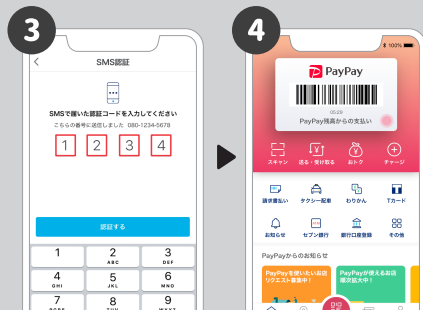 3
SMS認証
SMSで届いた認証コードを入力してください
こちらの番号に送信しました 080-1234-5678
1 2 3 4
認証する
1
2
ABC
3
DEF
4
GHI
5
JKL
6
MNO
7
8
9
4
100%
PayPay
05:29
PayPay残高からの支払い
スキャン
送る・受け取る
おトク
チャージ
請求書払い
タクシー配車
わりかん
Tカード
お知らせ
セブン銀行
銀行口座登録
その他
PayPayからのお知らせ
PayPayを使いたいお店
リクエスト募集中！
PayPayが使えるお店
順次拡大中！